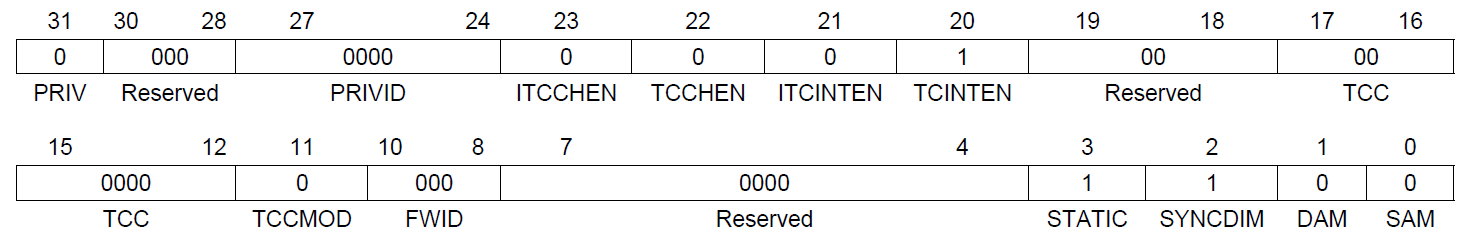 31 30 28 27 24 23 22 21 20 19 18 17 16
0 000 0000 0 0 0 1 00 00
PRIV Reserved PRIVID ITCCHEN TCCHEN ITCINTEN TCINTEN Reserved TCC
15 12 11 10 8 7 4 3 2 1 0
0000 0 000 0000 1 1 0 0
TCC TCCMOD FWID Reserved STATIC SYNCDIM DAM SAM